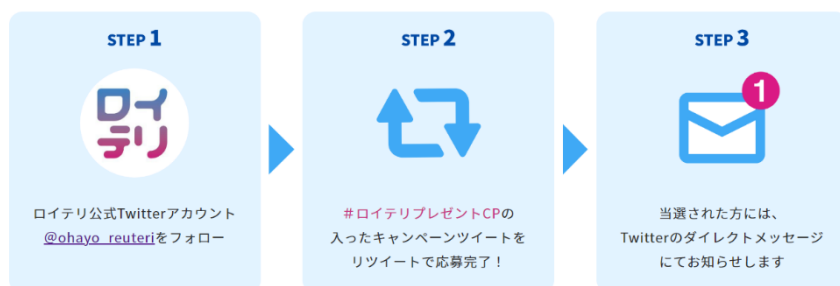 STEP 1
ロイテリ
ロイテリ公式Twitterアカウント
@ohayo_reuteriをフォロー
STEP 2
#ロイテリプレゼントCPの
入ったキャンペーンツイートを
リツイートで応募完了！
STEP 3
1
当選された方には、
Twitterのダイレクトメッセージ
にてお知らせします